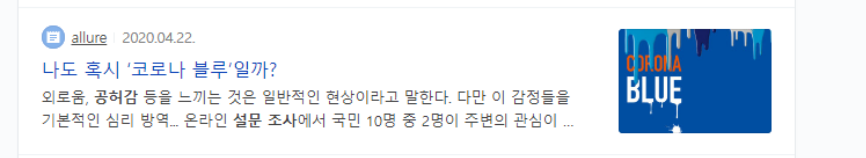 allure 2020.04.22.
나도 혹시 '코로나 블루'일까?
외로움, 공허감 등을 느끼는 것은 일반적인 현상이라고 말한다. 다만 이 감정들을
기본적인 심리 방역... 온라인 설문 조사에서 국민 10명 중 2명이 주변의 관심이 ...
CORONA
BLUE